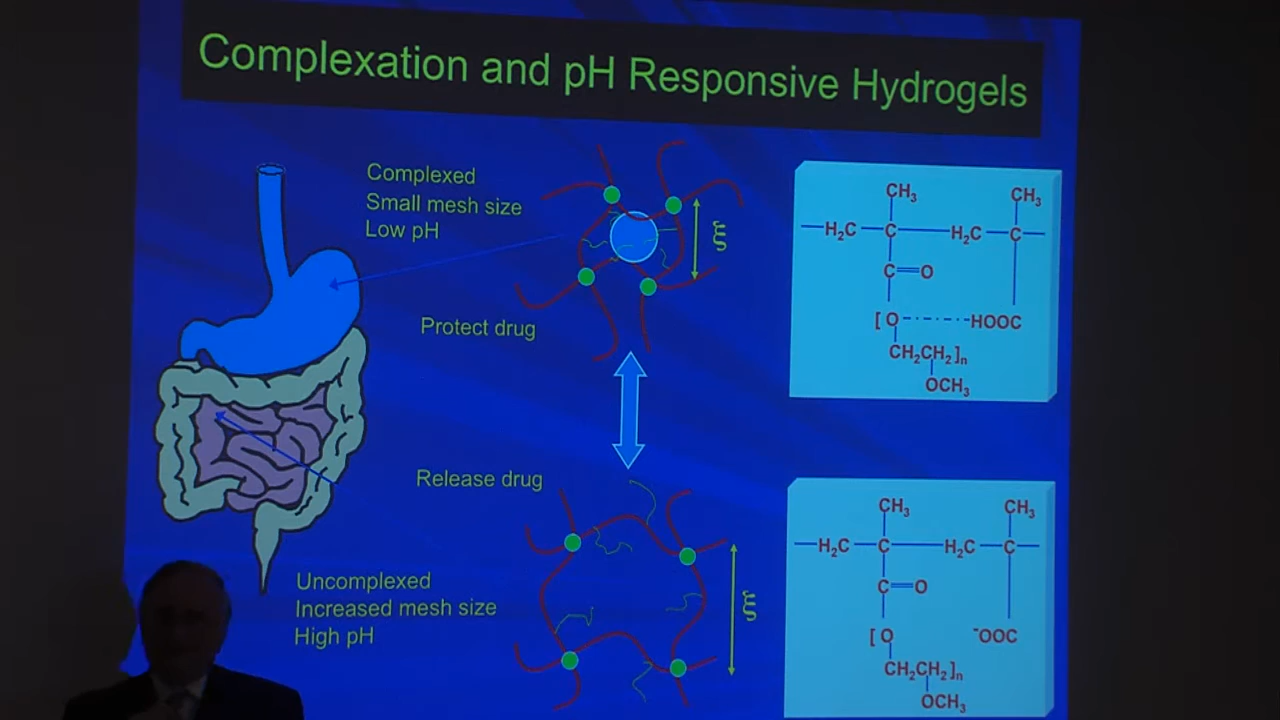 Complexation and pH Responsive Hydrogels
Complexed
Small mesh size
Low pH
ξ
Protect drug
CH₃ CH₃
H₂C C H₂C C
C O
[ O HOOC
CH₂CH₂]ₙ
OCH₃
Release drug
Uncomplexed
Increased mesh size
High pH
ξ
CH₃ CH₃
H₂C C H₂C C
C O
[ O ⁻OOC
CH₂CH₂]ₙ
OCH₃